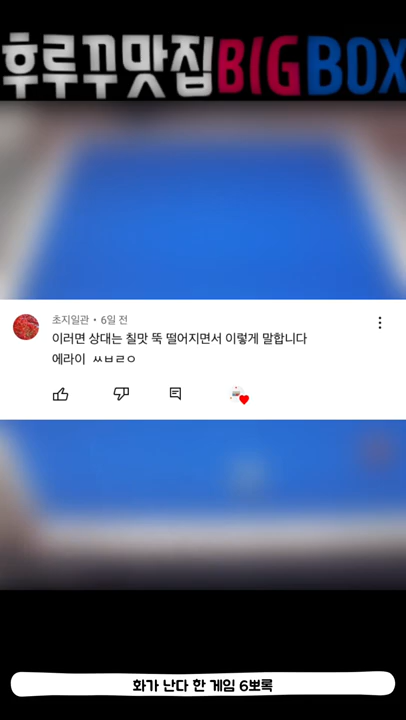 후루꾸맛집BIGBOX
초지일관 • 6일 전
이러면 상대는 칠맛 뚝 떨어지면서 이렇게 말합니다
에라이 ㅆㅂㄹㅇ
화가 난다 한 게임 6뽀록